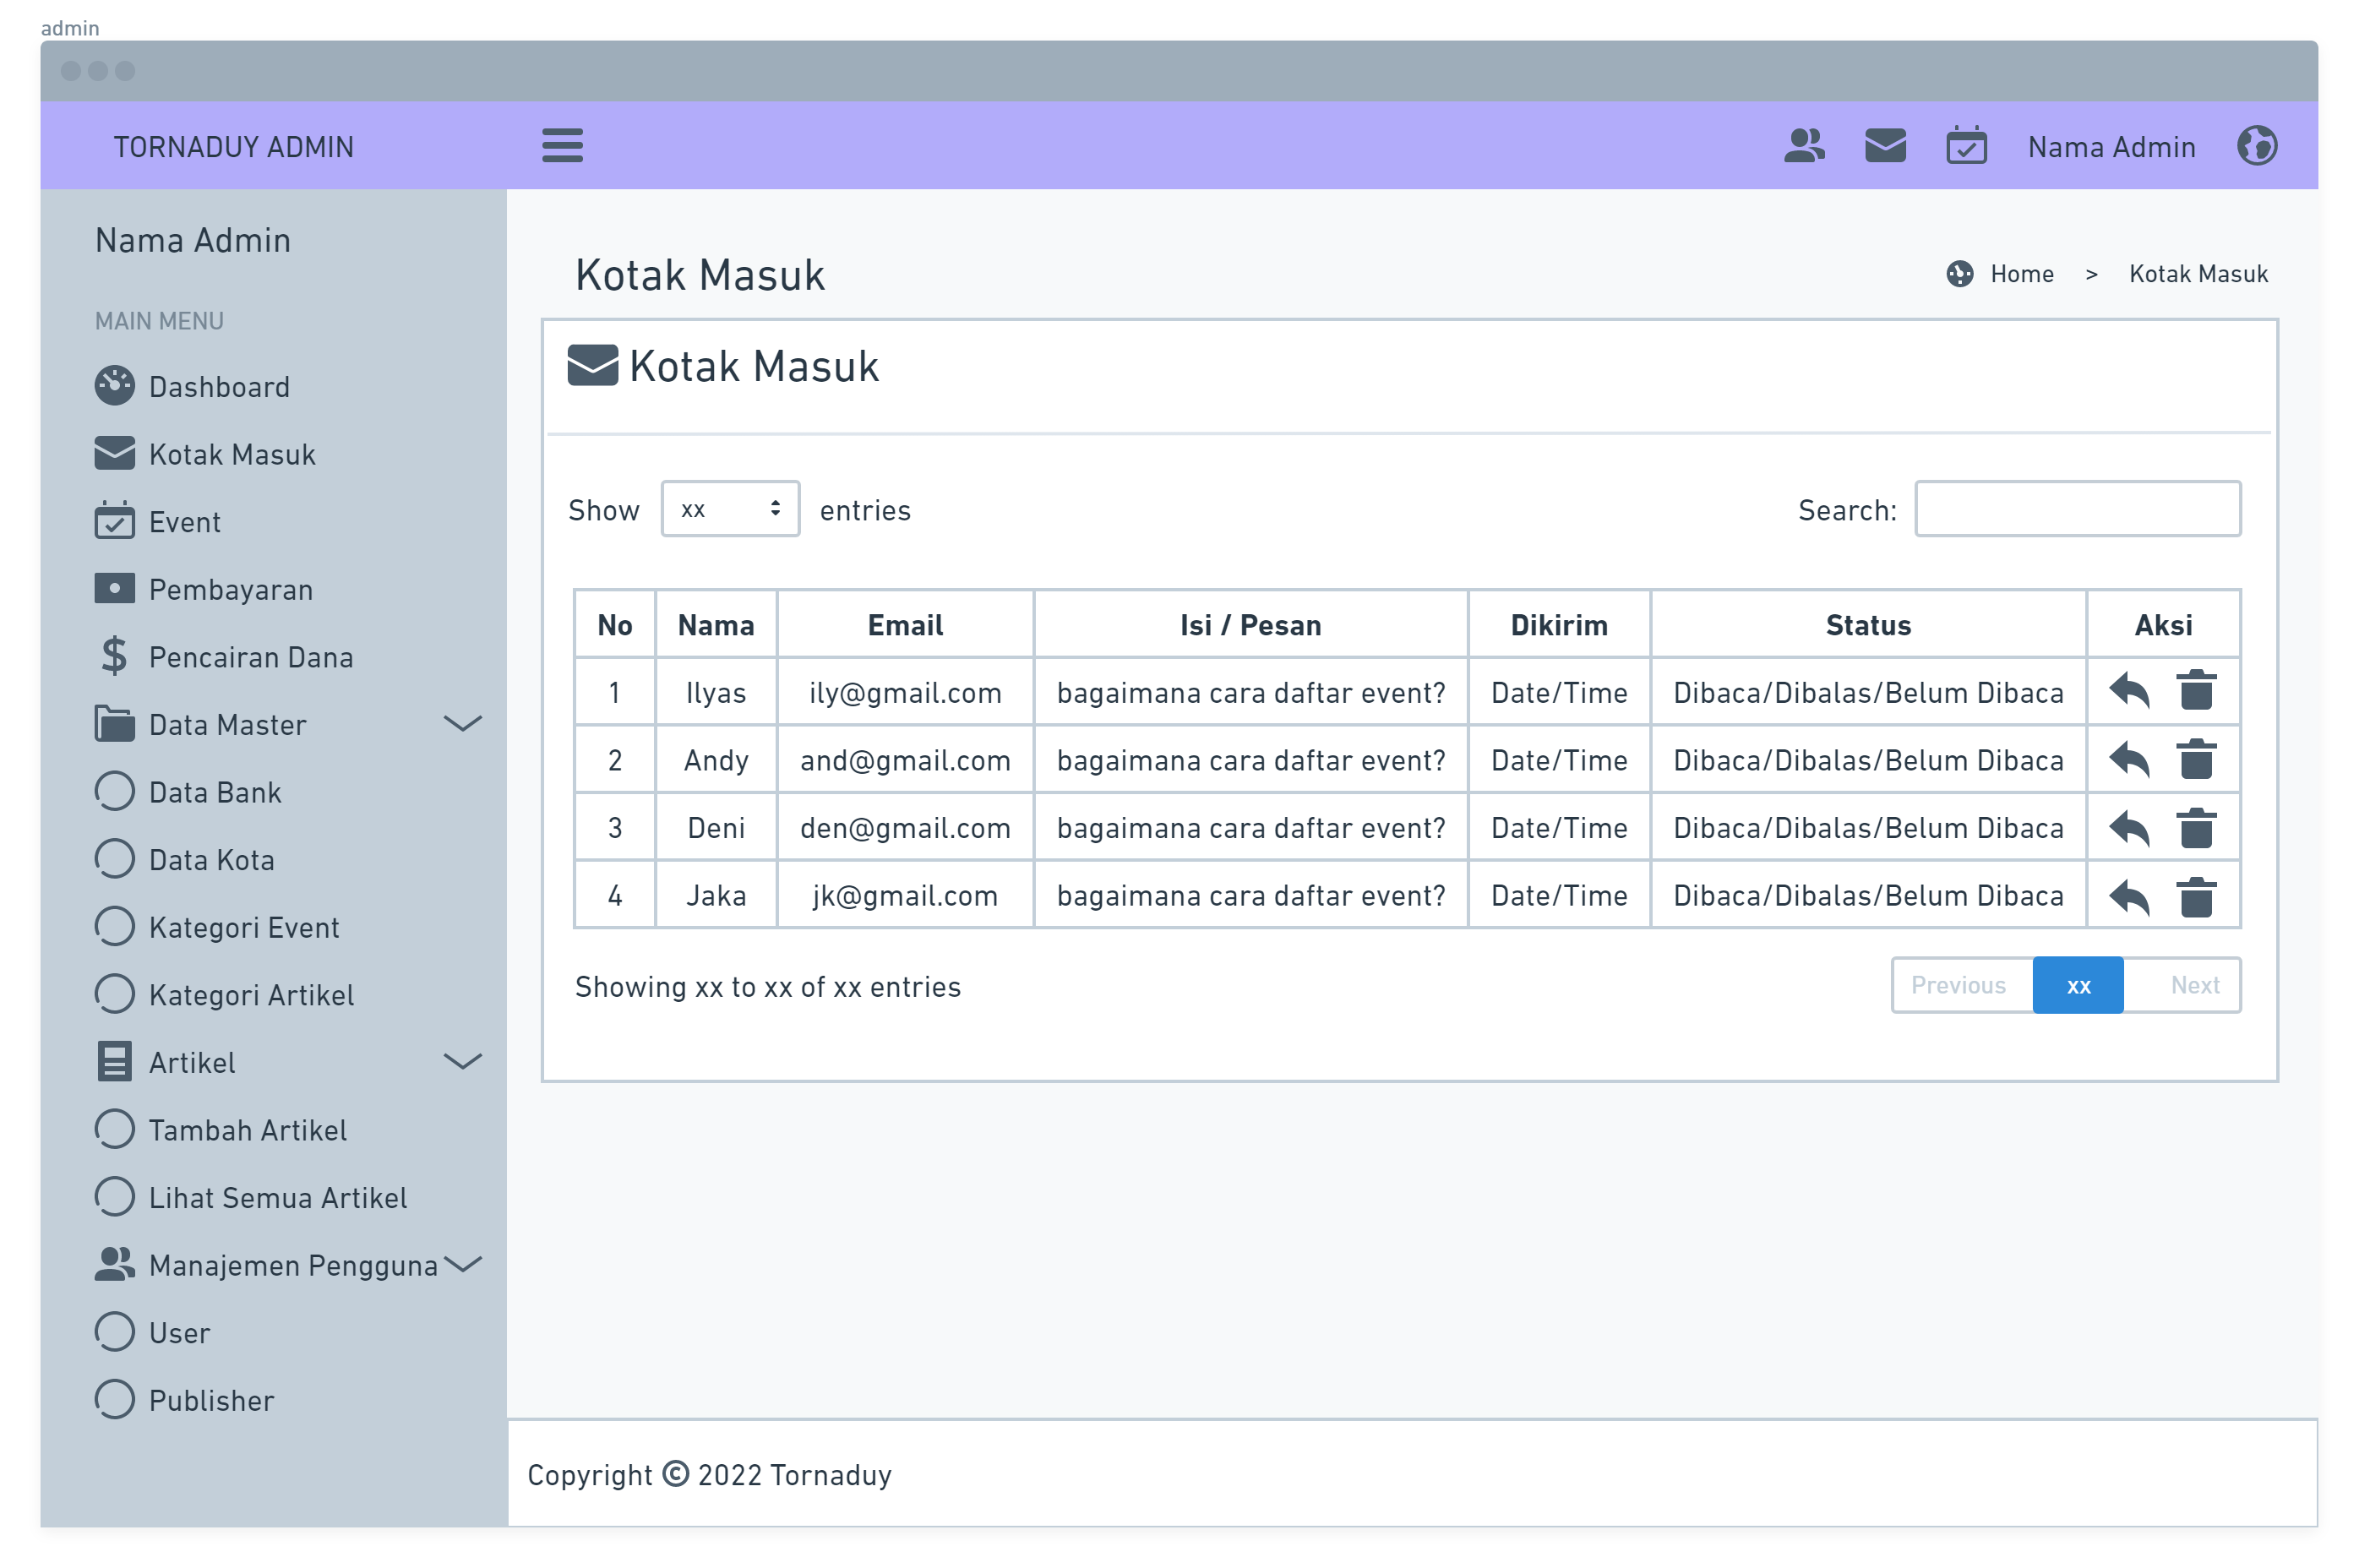 admin
TORNADUY ADMIN
Nama Admin
Nama Admin
MAIN MENU
Dashboard
Kotak Masuk
Event
Pembayaran
Pencairan Dana
Data Master
Data Bank
Data Kota
Kategori Event
Kategori Artikel
Artikel
Tambah Artikel
Lihat Semua Artikel
Manajemen Pengguna
User
Publisher
Kotak Masuk
Home > Kotak Masuk
Kotak Masuk
Show xx entries
Search:
No Nama Email Isi / Pesan Dikirim Status Aksi
1 Ilyas ily@gmail.com bagaimana cara daftar event? Date/Time Dibaca/Dibalas/Belum Dibaca
2 Andy and@gmail.com bagaimana cara daftar event? Date/Time Dibaca/Dibalas/Belum Dibaca
3 Deni den@gmail.com bagaimana cara daftar event? Date/Time Dibaca/Dibalas/Belum Dibaca
4 Jaka jk@gmail.com bagaimana cara daftar event? Date/Time Dibaca/Dibalas/Belum Dibaca
Showing xx to xx of xx entries
Previous xx Next
Copyright © 2022 Tornaduy